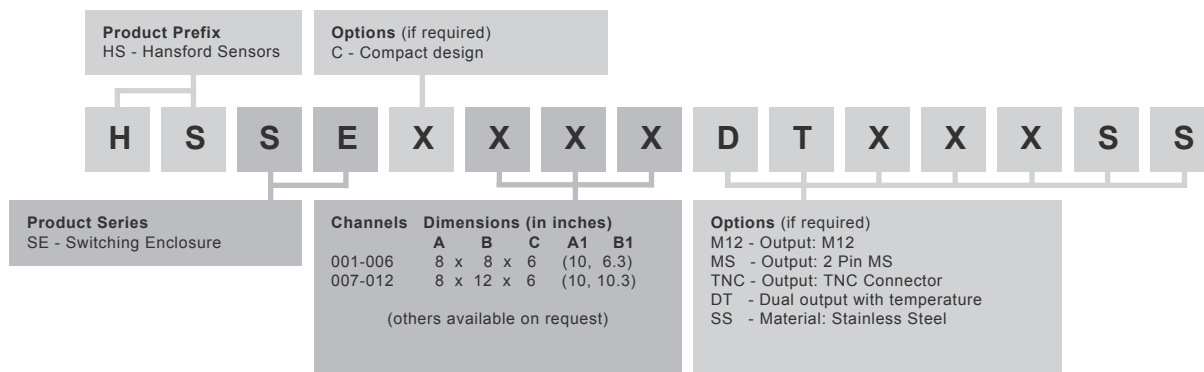 Product Prefix
HS - Hansford Sensors
Options (if required)
C - Compact design
H S S E X X X X D T X X X S S
Product Series
SE - Switching Enclosure
Channels Dimensions (in inches)
A B C A1 B1
001-006 8 x 8 x 6 (10, 6.3)
007-012 8 x 12 x 6 (10, 10.3)
(others available on request)
Options (if required)
M12 - Output: M12
MS - Output: 2 Pin MS
TNC - Output: TNC Connector
DT - Dual output with temperature
SS - Material: Stainless Steel